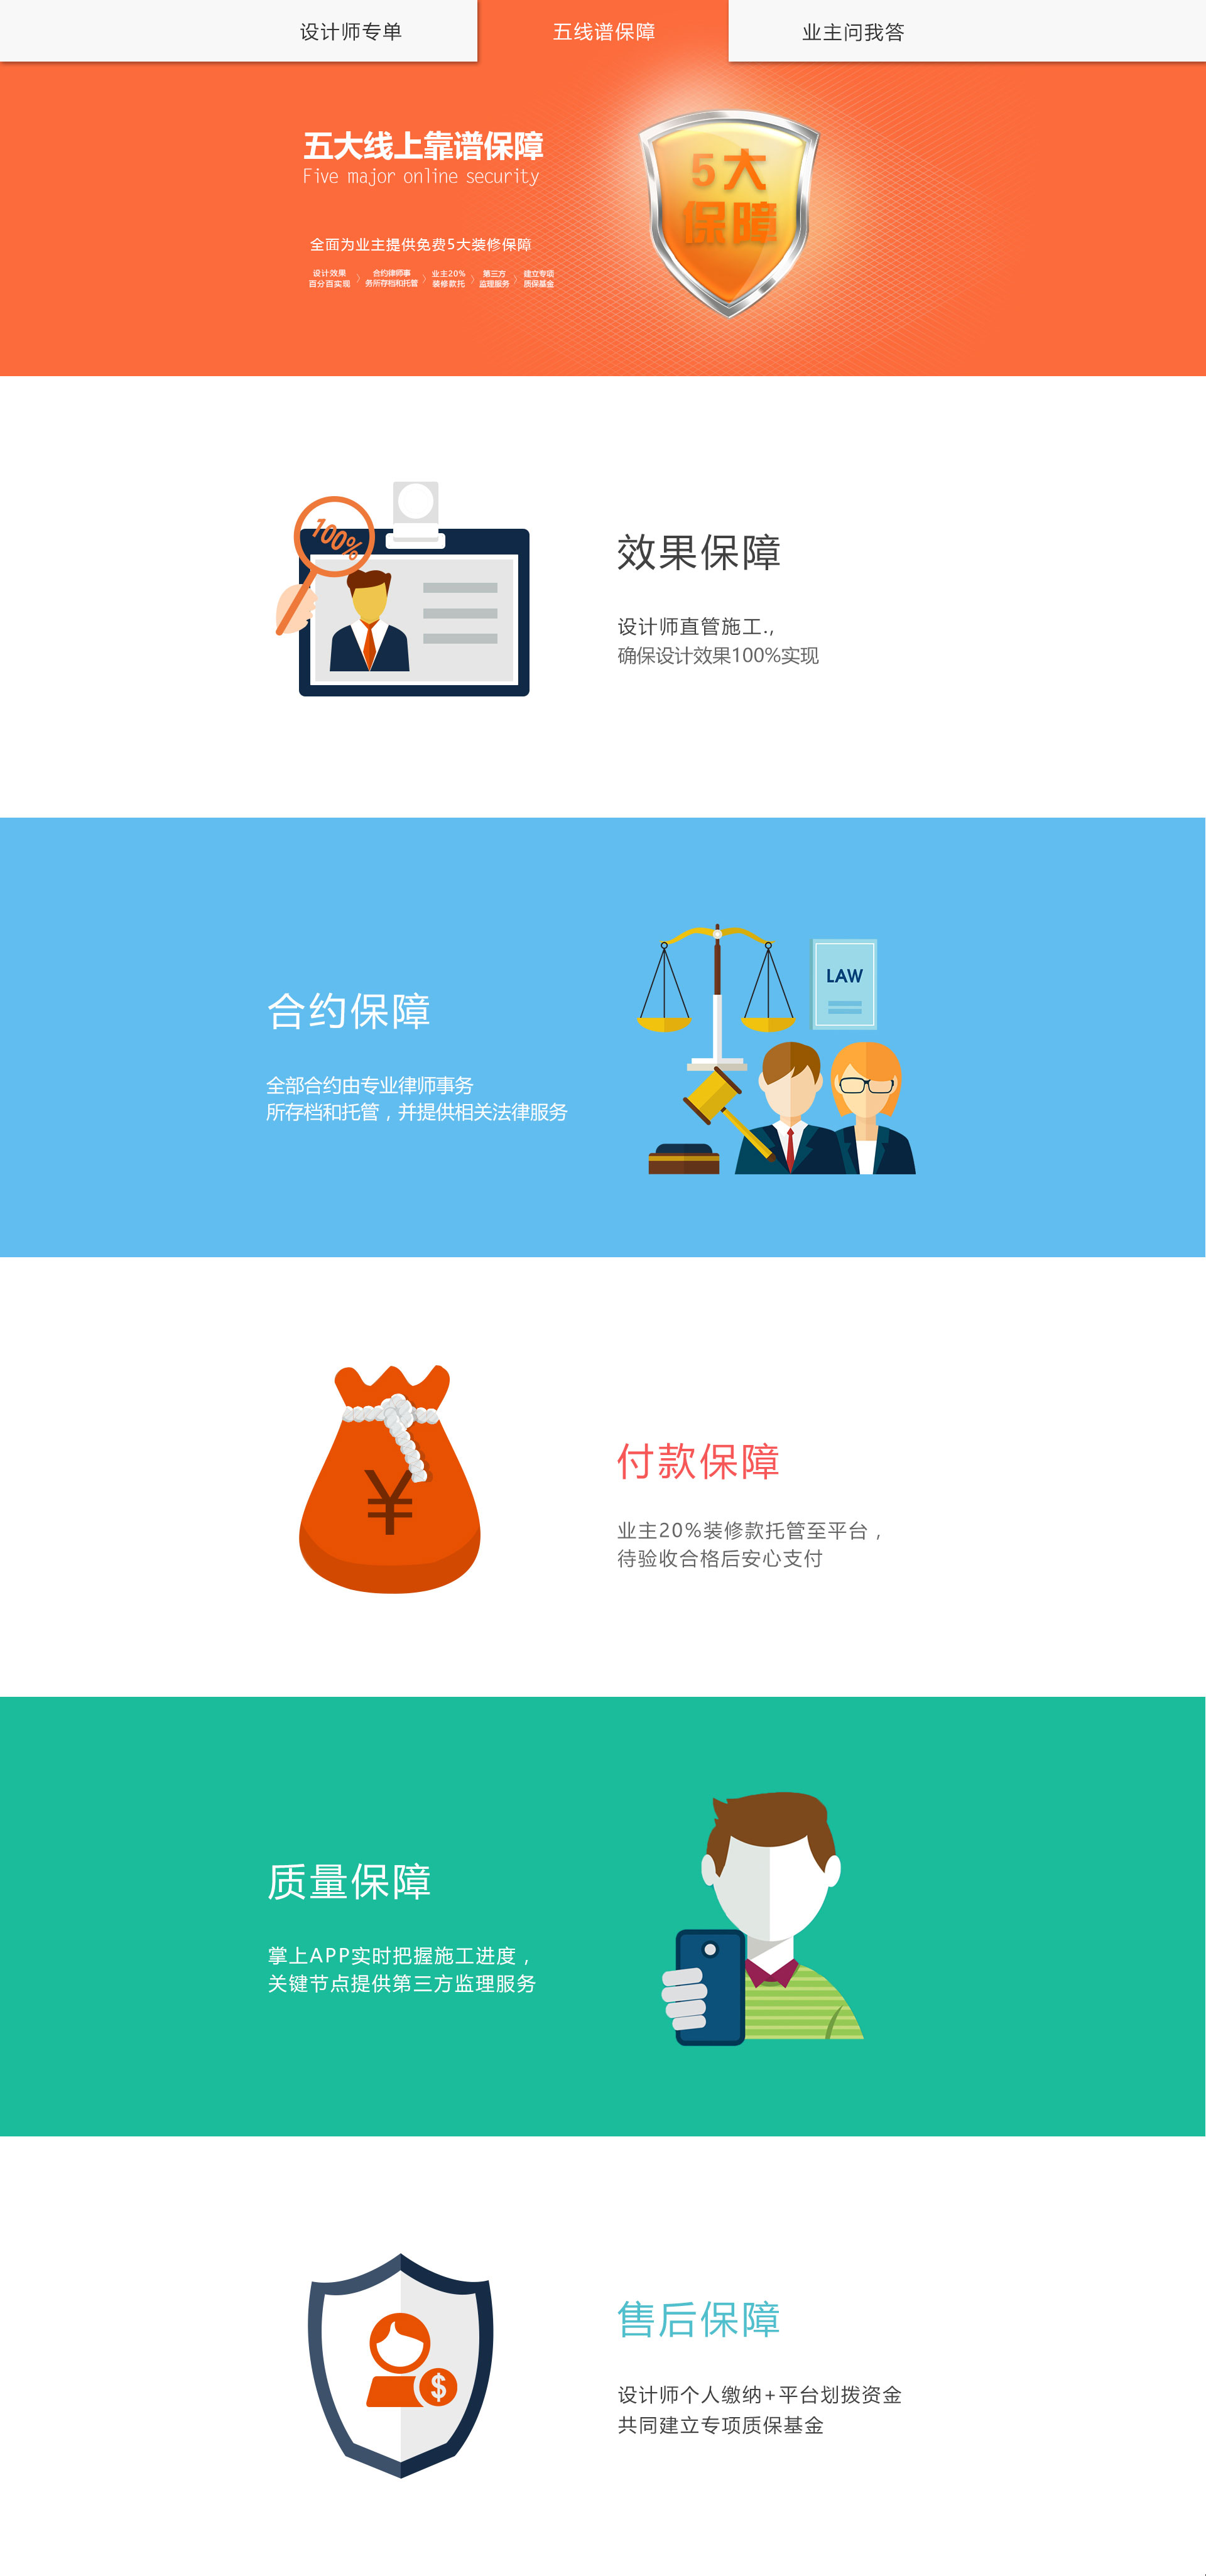 设计师专单
五线谱保障
业主问我答
五大线上靠谱保障
Five major online security
5大
保障
全面为业主提供免费5大装修保障
设计效果
百分百实现
合约律师事
务所存档和托管
业主20%
装修款托
第三方
监理服务
建立专项
质保基金
100%
效果保障
设计师直管施工.,
确保设计效果100%实现
LAW
合约保障
全部合约由专业律师事务
所存档和托管，并提供相关法律服务
¥
付款保障
业主20%装修款托管至平台，
待验收合格后安心支付
质量保障
掌上APP实时把握施工进度，
关键节点提供第三方监理服务
售后保障
$
设计师个人缴纳+平台划拨资金
共同建立专项质保基金